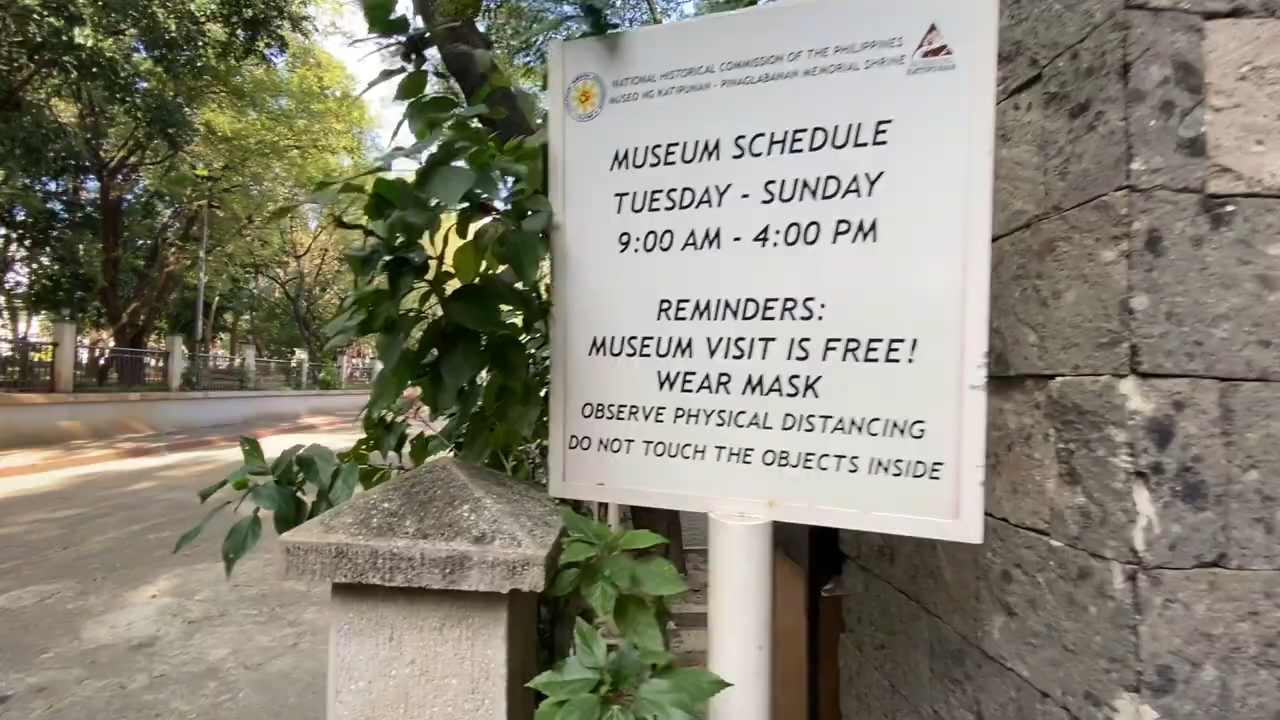 NATIONAL HISTORICAL COMMISSION OF THE PHILIPPINES
MUSEO NG KATIPUNAN - PINAGLABANAN MEMORIAL SHRINE
KATIPUNAN
MUSEUM SCHEDULE
TUESDAY - SUNDAY
9:00 AM - 4:00 PM
REMINDERS:
MUSEUM VISIT IS FREE!
WEAR MASK
OBSERVE PHYSICAL DISTANCING
DO NOT TOUCH THE OBJECTS INSIDE